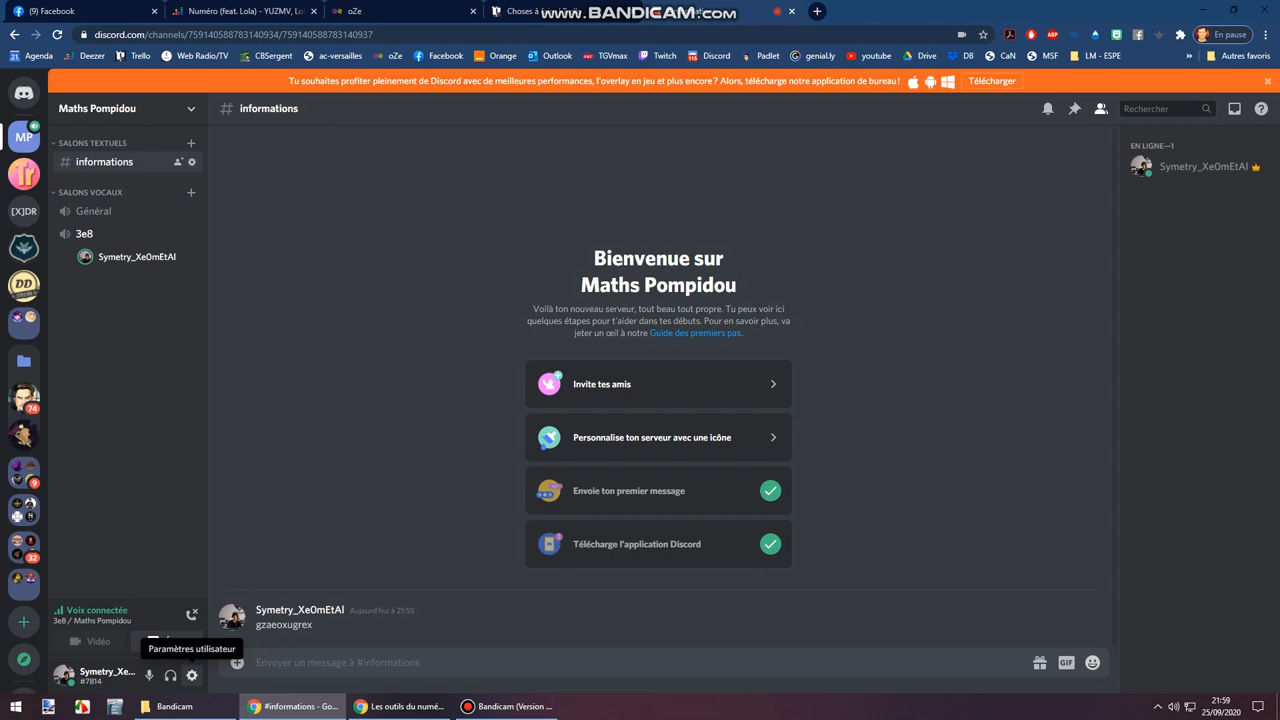 (9) Facebook
Numéro (feat. Lola) - YUZMV, Lo
oZe
Choses à
WWW.BANDICAM.COM
discord.com/channels/759140588783140934/759140588783140937
En pause
Agenda
Deezer
Trello
youtube
Web Radio/TV
CBSergent
ac-versailles
oZe
Facebook
Orange
Outlook
TGVmax
Twitch
Discord
Padlet
genial.ly
Drive
DB
CaN
MSF
LM - ESPE
»
Autres favoris
Tu souhaites profiter pleinement de Discord avec de meilleures performances, l'overlay en jeu et plus encore ? Alors, télécharge notre application de bureau !
Télécharger
Maths Pompidou
# informations
Rechercher
MP
SALONS TEXTUELS
# informations
SALONS VOCAUX
Général
3e8
Symetry_Xe0mEtAl
[X]DR
DD
74
9
32
EN LIGNE—1
Symetry_Xe0mEtAl
Bienvenue sur
Maths Pompidou
Voilà ton nouveau serveur, tout beau tout propre. Tu peux voir ici
quelques étapes pour t'aider dans tes débuts. Pour en savoir plus, va
jeter un œil à notre Guide des premiers pas.
Invite tes amis
Personnalise ton serveur avec une icône
Envoie ton premier message
Télécharge l'application Discord
Symetry_Xe0mEtAl Aujourd'hui à 21:55
gzaeoxugrex
Envoyer un message à #informations
GIF
Voix connectée
3e8 / Maths Pompidou
Vidéo
Paramètres utilisateur
Symetry_Xe...
#7814
Bandicam
#informations - Go...
Les outils du numé...
Bandicam (Version ...
21:59
25/09/2020